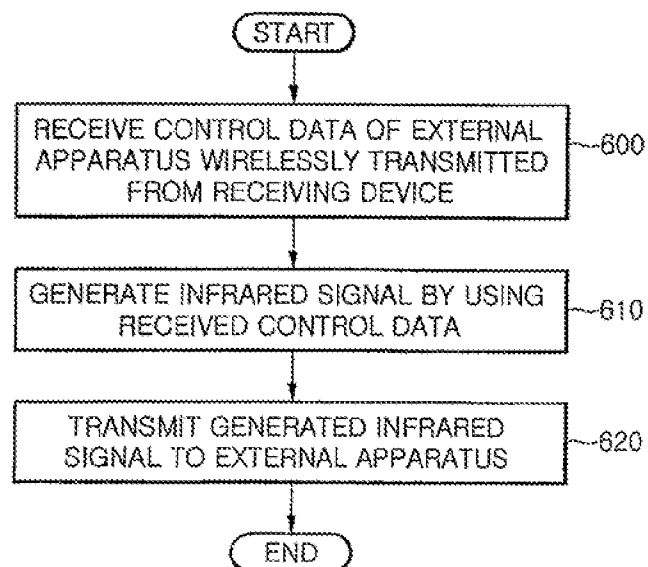 START
RECEIVE CONTROL DATA OF EXTERNAL
APPARATUS WIRELESSLY TRANSMITTED
FROM RECEIVING DEVICE
600
GENERATE INFRARED SIGNAL BY USING
RECEIVED CONTROL DATA
610
TRANSMIT GENERATED INFRARED
SIGNAL TO EXTERNAL APPARATUS
620
END